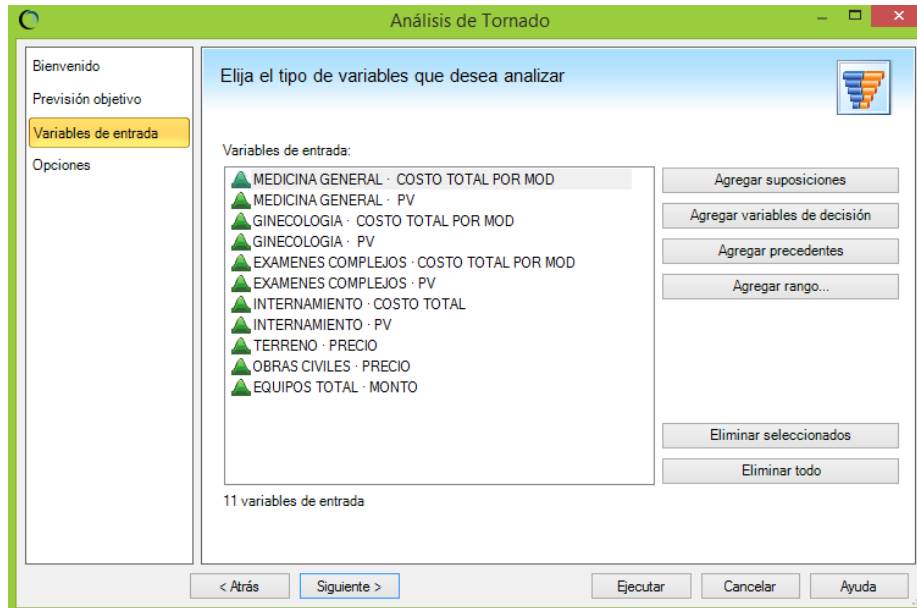 Análisis de Tornado
Bienvenido
Previsión objetivo
Variables de entrada
Opciones
Elija el tipo de variables que desea analizar
Variables de entrada:
MEDICINA GENERAL · COSTO TOTAL POR MOD
MEDICINA GENERAL · PV
GINECOLOGIA · COSTO TOTAL POR MOD
GINECOLOGIA · PV
EXAMENES COMPLEJOS · COSTO TOTAL POR MOD
EXAMENES COMPLEJOS · PV
INTERNAMIENTO · COSTO TOTAL
INTERNAMIENTO · PV
TERRENO · PRECIO
OBRAS CIVILES · PRECIO
EQUIPOS TOTAL · MONTO
11 variables de entrada
Agregar suposiciones
Agregar variables de decisión
Agregar precedentes
Agregar rango...
Eliminar seleccionados
Eliminar todo
< Atrás Siguiente > Ejecutar Cancelar Ayuda